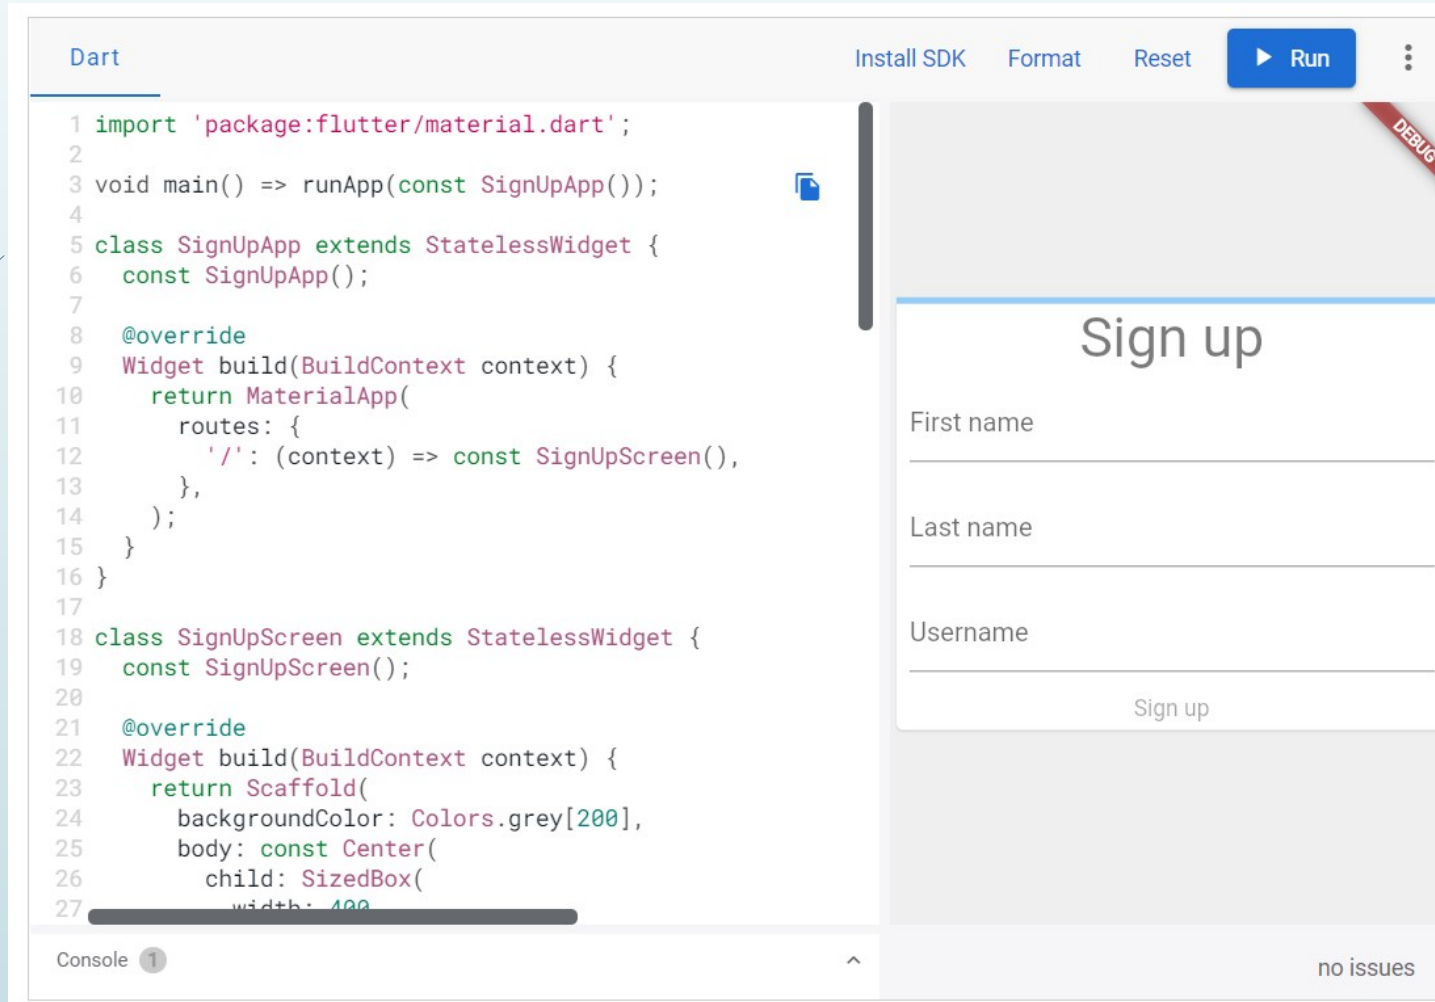 Dart
Install SDK Format Reset Run
1 import 'package:flutter/material.dart';
2
3 void main() => runApp(const SignUpApp());
4
5 class SignUpApp extends StatelessWidget {
6   const SignUpApp();
7
8   @override
9   Widget build(BuildContext context) {
10     return MaterialApp(
11       routes: {
12         '/': (context) => const SignUpScreen(),
13       },
14     );
15   }
16 }
17
18 class SignUpScreen extends StatelessWidget {
19   const SignUpScreen();
20
21   @override
22   Widget build(BuildContext context) {
23     return Scaffold(
24       backgroundColor: Colors.grey[200],
25       body: const Center(
26         child: SizedBox(
27           width: 400
Console 1
DEBUG
Sign up
First name
Last name
Username
Sign up
no issues